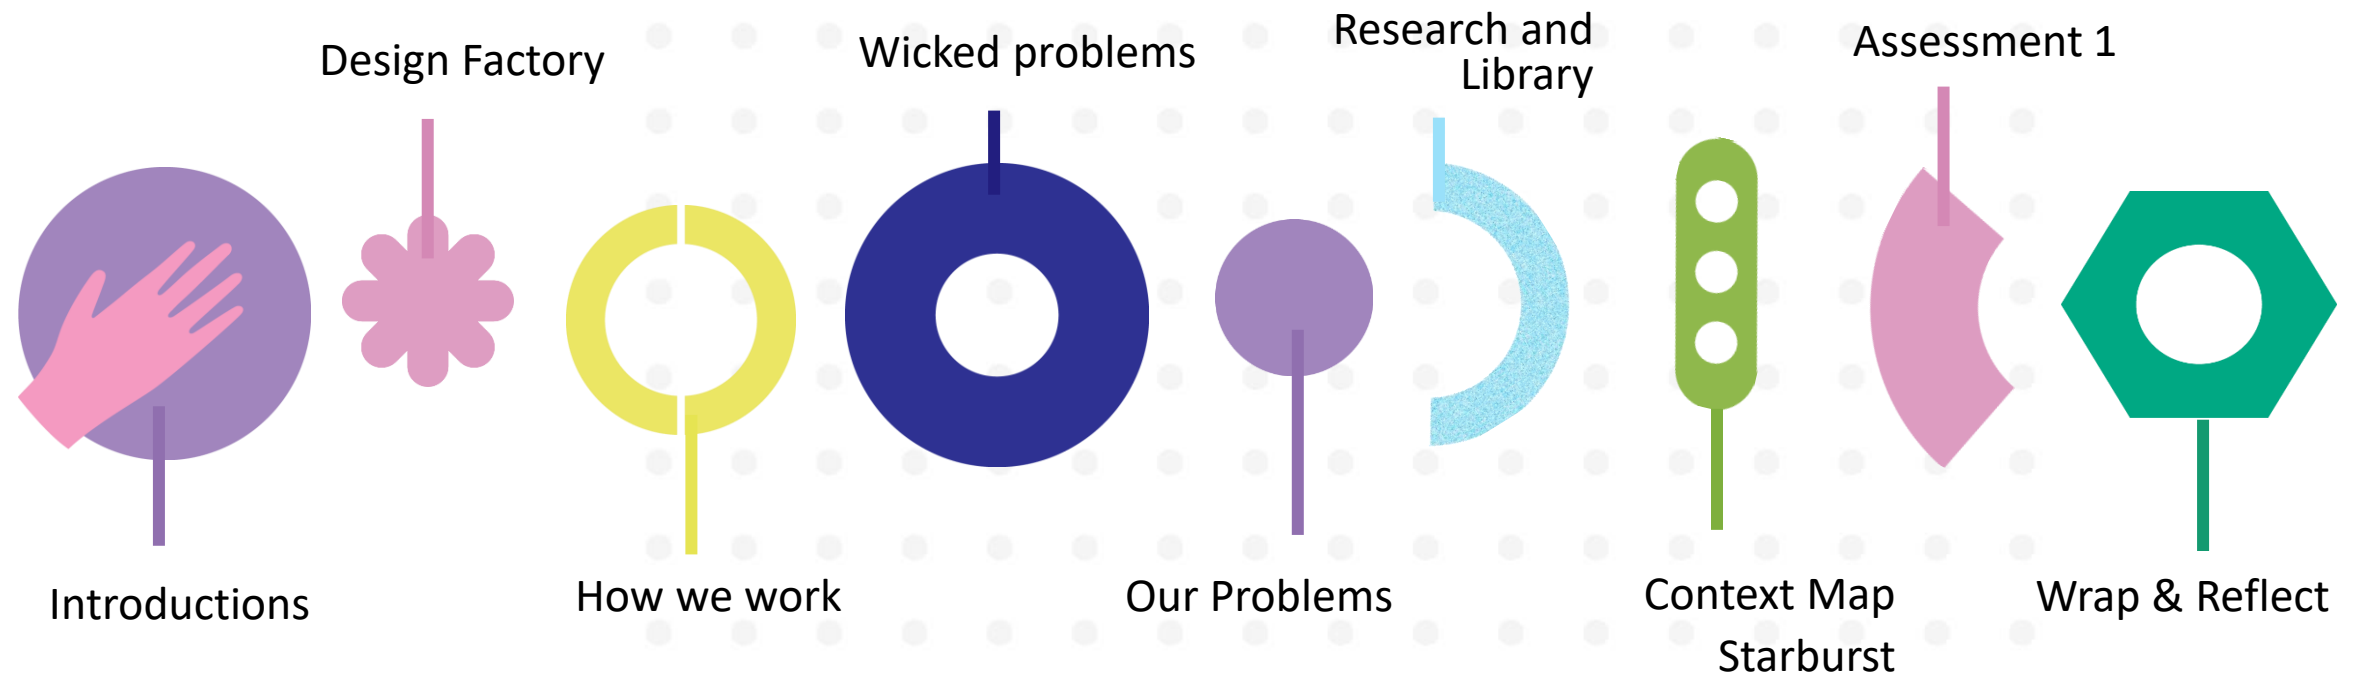 Introductions
Design Factory
How we work
Wicked problems
Our Problems
Research and
Library
Context Map
Starburst
Assessment 1
Wrap & Reflect